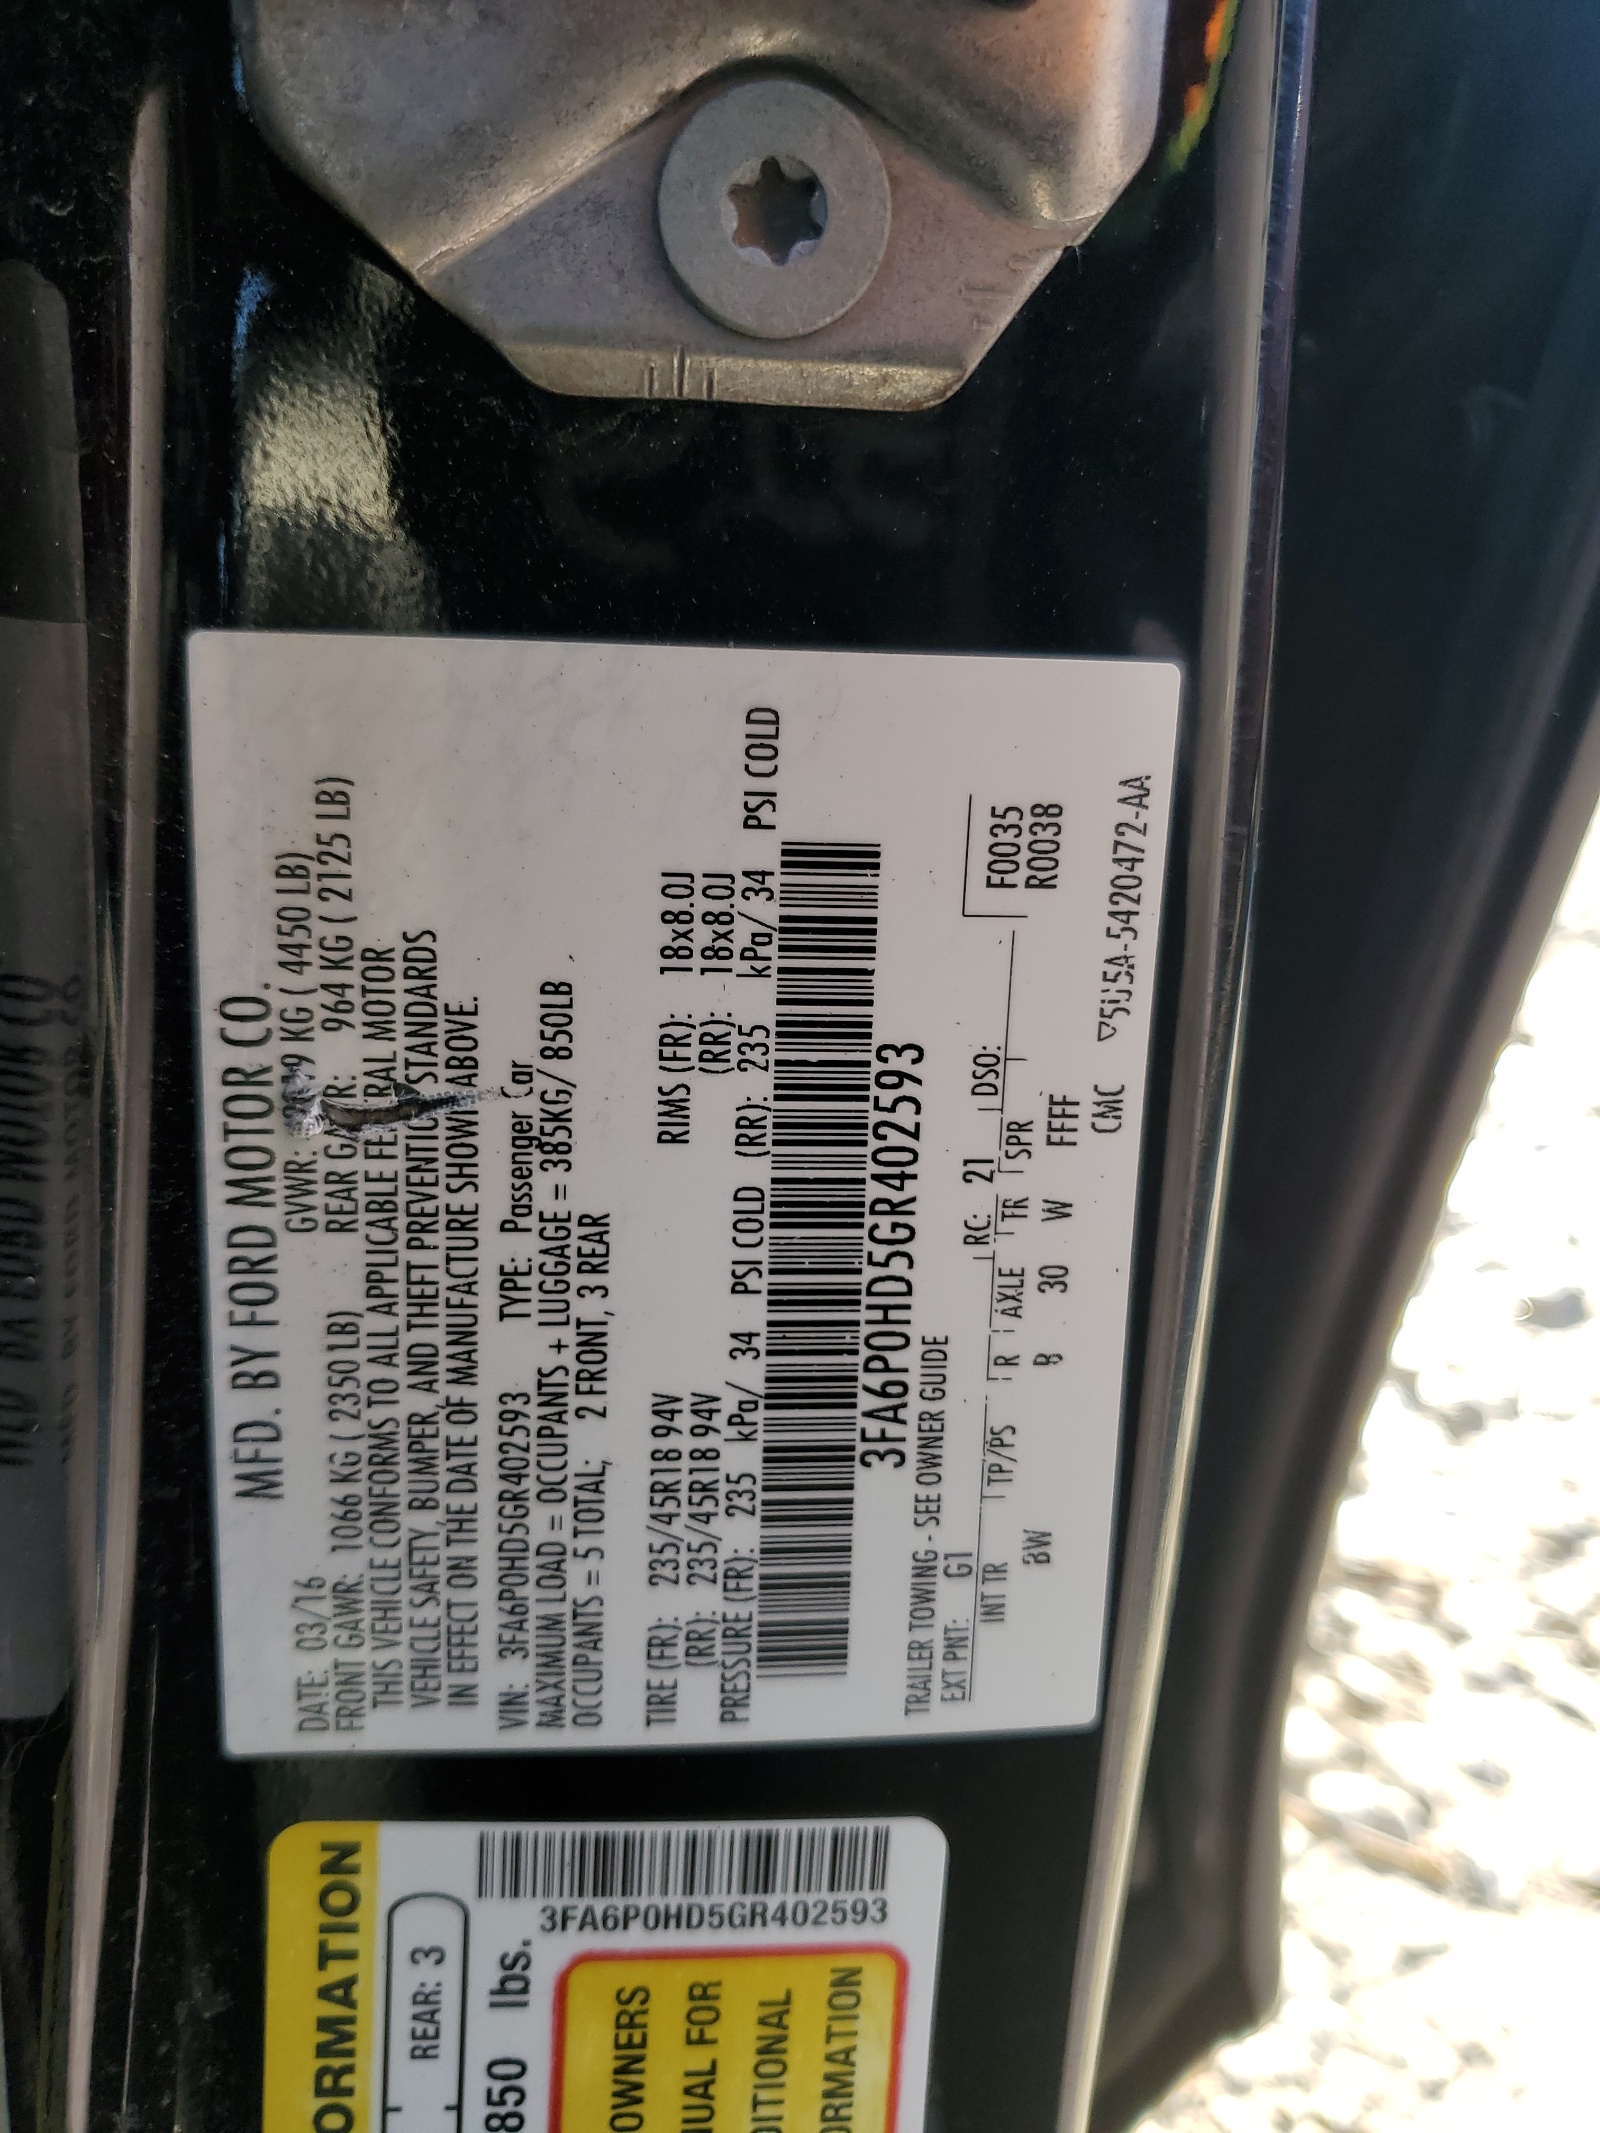 MFD. BY FORD MOTOR CO.
DATE: 03/16 GVWR: KG ( 4450 LB)
FRONT GAWR: 1066 KG ( 2350 LB) REAR 964 KG ( 2125 LB)
THIS VEHICLE CONFORMS TO ALL APPLICABLE MOTOR
VEHICLE SAFETY, BUMPER, AND THEFT PREVENTION STANDARDS
IN EFFECT ON THE DATE OF MANUFACTURE SHOWN ABOVE.
VIN: 3FA6P0HD5GR402593 TYPE: Passenger Car
MAXIMUM LOAD = OCCUPANTS + LUGGAGE = 385KG/ 850LB
OCCUPANTS = 5 TOTAL; 2 FRONT, 3 REAR
TIRE (FR): 235/45R18 94V RIMS (FR): 18x8.0J
(RR): 235/45R18 94V (RR): 18x8.0J
PRESSURE (FR): 235 kPa/ 34 PSI COLD (RR): 235 kPa/ 34 PSI COLD
3FA6P0HD5GR402593
TRAILER TOWING - SEE OWNER GUIDE
EXT PNT: G1 RC: 21 DSO: F0035
INT TR TP/PS R AXLE TR SPR R0038
BW B 30 W FFFF
CMC ▽5U5A-5420472-AA
ORMATION
REAR: 3
850 lbs.
3FA6P0HD5GR402593
OWNERS
UAL FOR
DITIONAL
ORMATION